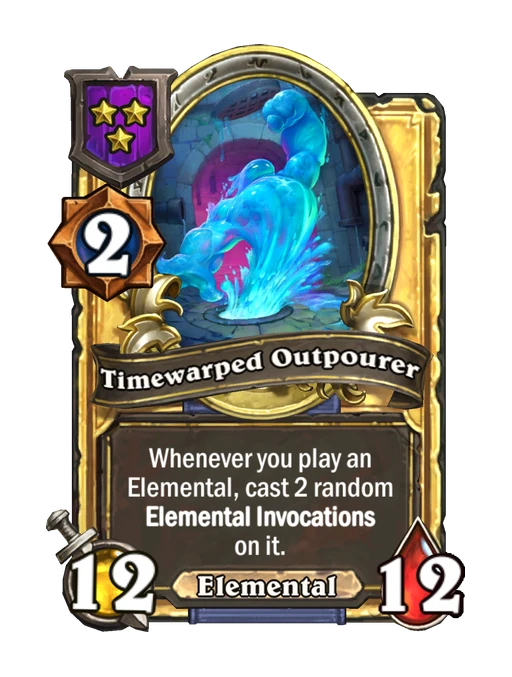 2
Timewarped Outpourer
Whenever you play an
Elemental, cast 2 random
Elemental Invocations
on it.
12
Elemental
12